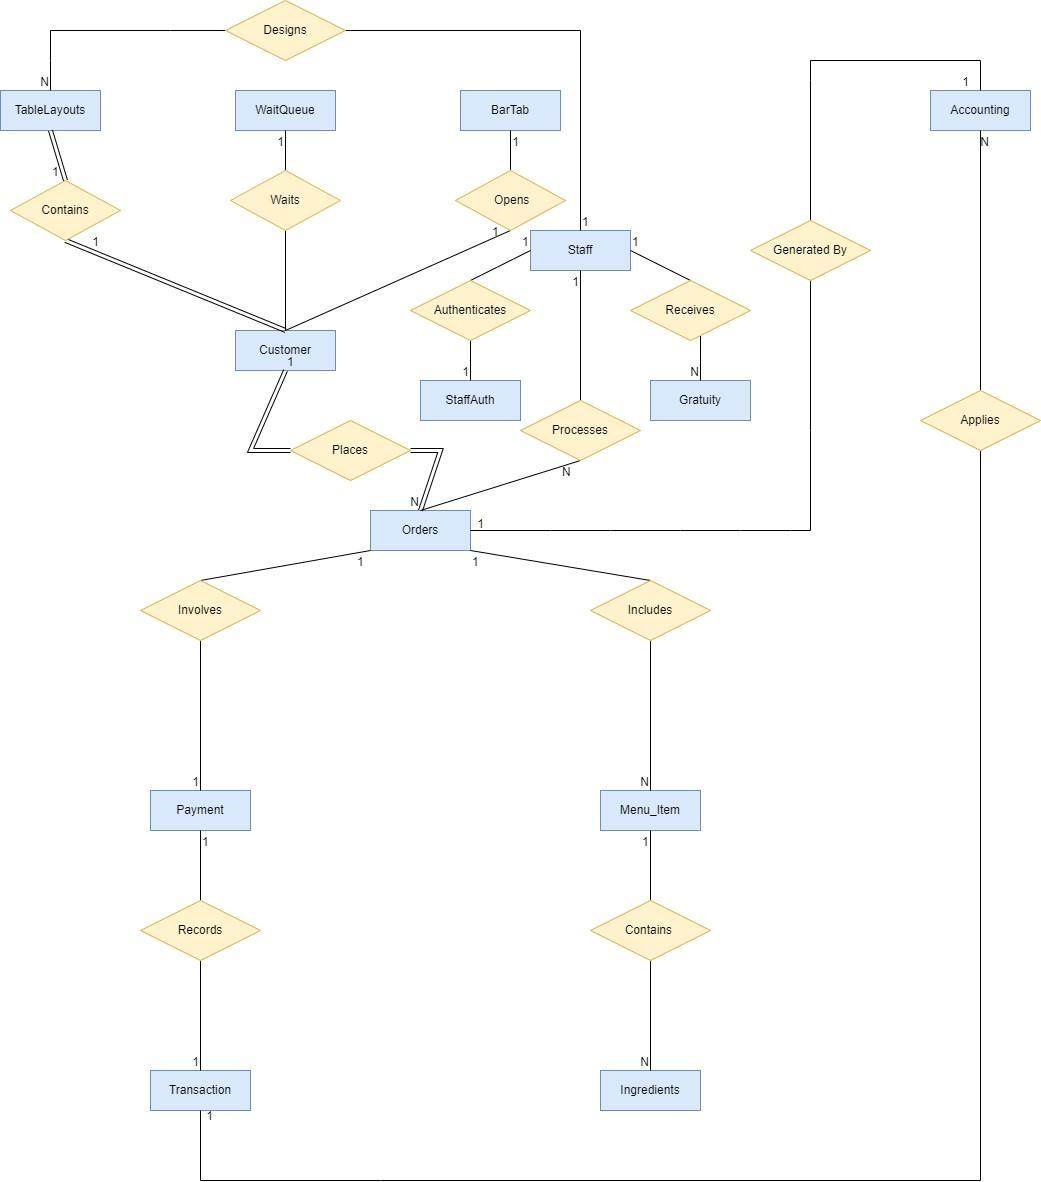 Designs
N
1
TableLayouts
WaitQueue
BarTab
Accounting
1
1
N
1
Contains
Waits
Opens
1
1
1
1
1
Staff
Generated By
1
Authenticates
Receives
Customer
1
1
N
StaffAuth
Gratuity
Applies
Processes
Places
N
N
Orders
1
1
1
Involves
Includes
1
N
Payment
Menu_Item
1
1
Records
Contains
1
N
Transaction
Ingredients
1